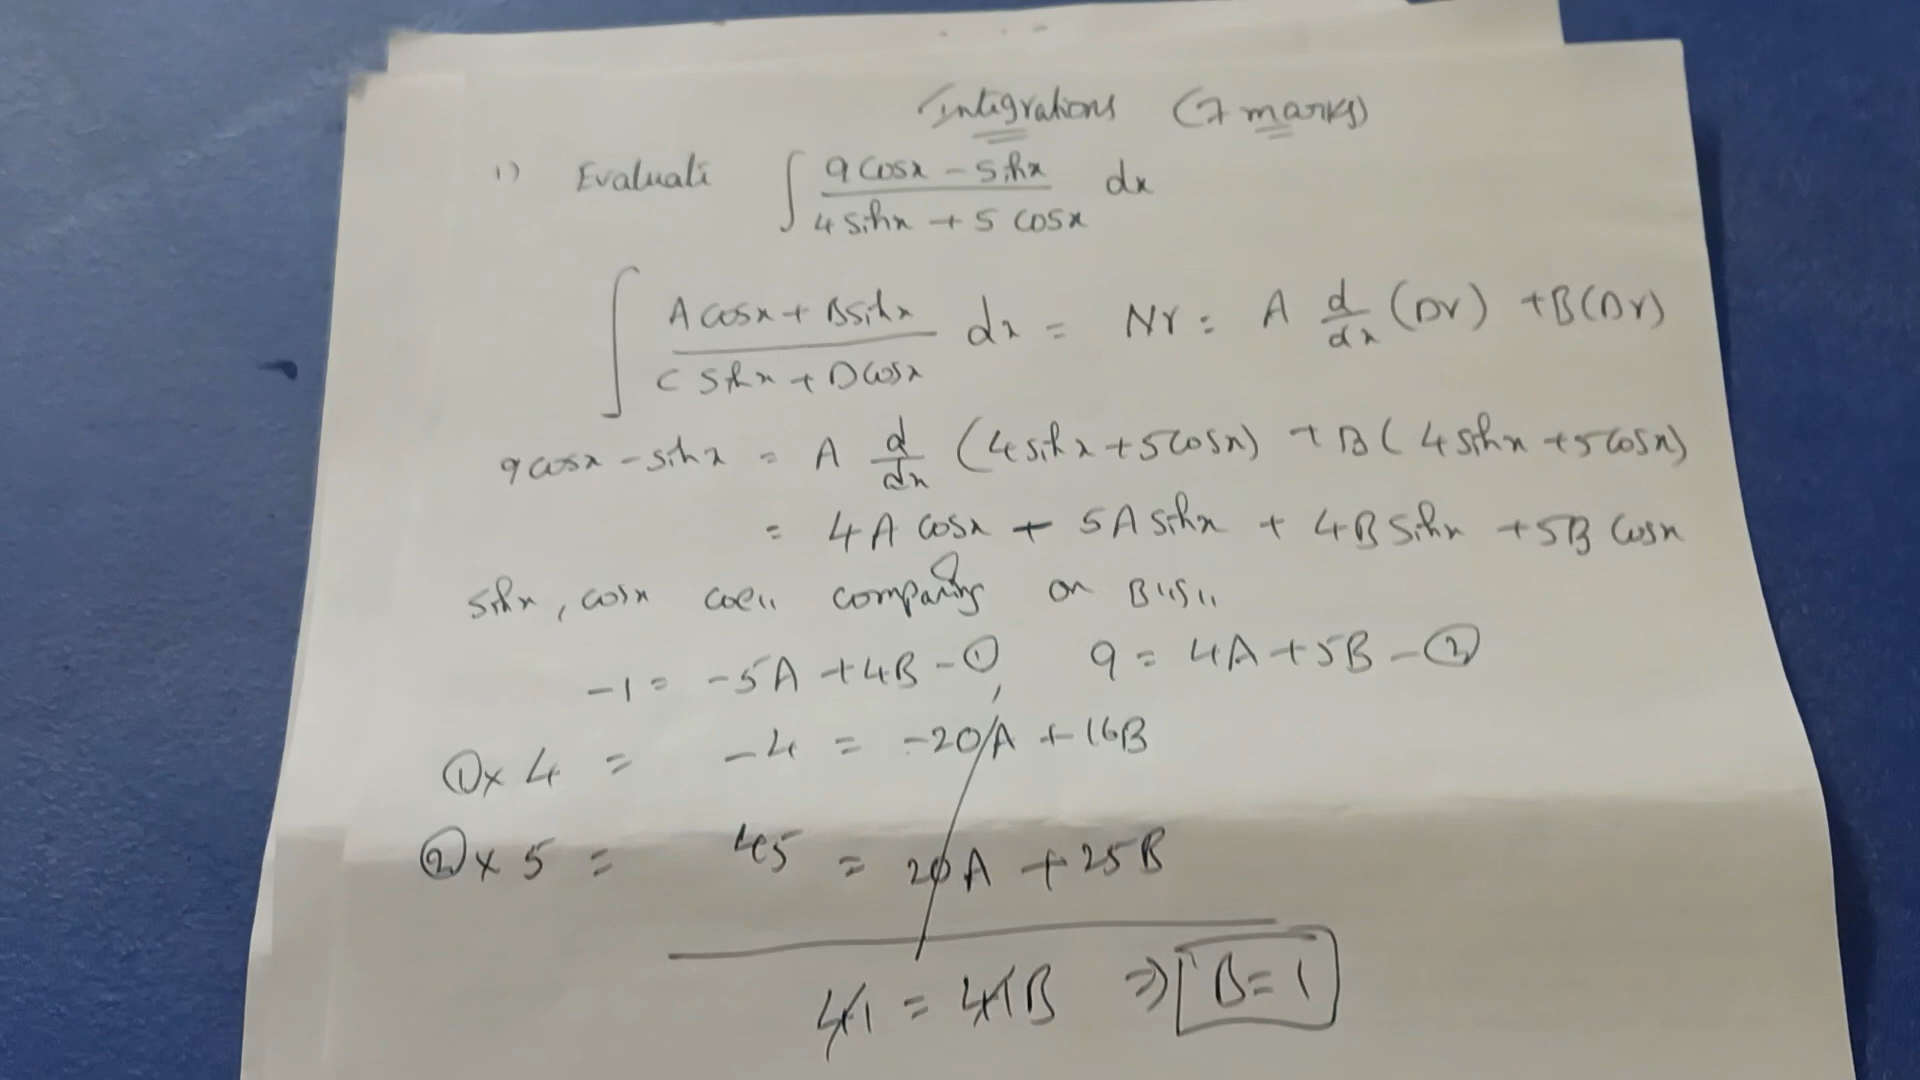 Integrations (7 marks)
1) Evaluate ∫ (9 cosx - sinx)/(4 sinx + 5 cosx) dx
∫ (A cosx + B sinx)/(C sinx + D cosx) dx = Nr = A d/dx (Dr) + B(Dr)
9 cosx - sinx = A d/dx (4 sinx + 5 cosx) + B ( 4 sinx + 5 cosx)
= 4A cosx - 5A sinx + 4B sinx + 5B cosx
sinx, cosx coe" comparing on B"S"
-1 = -5A + 4B - ①, 9 = 4A + 5B - ②
① x 4 = -4 = -20A + 16B
② x 5 = 45 = 20A + 25B
41 = 41B ⇒ B = 1